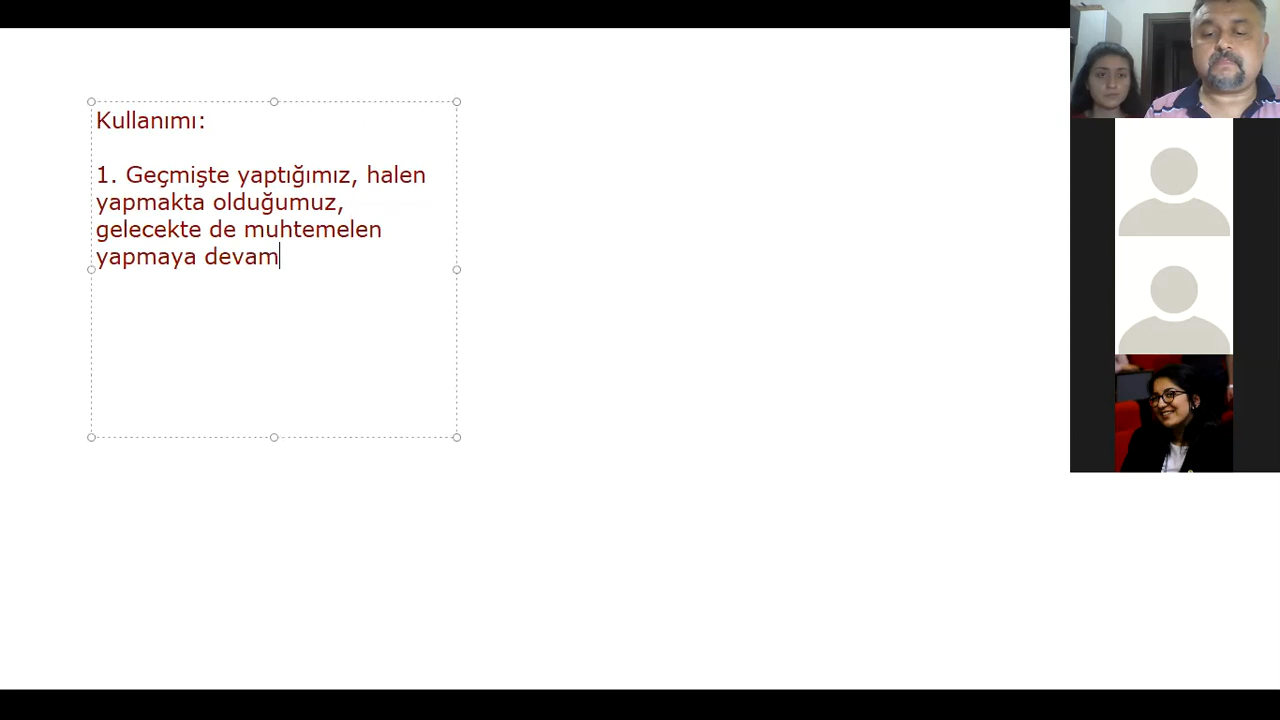 Kullanımı:
1. Geçmişte yaptığımız, halen
yapmakta olduğumuz,
gelecekte de muhtemelen
yapmaya devam